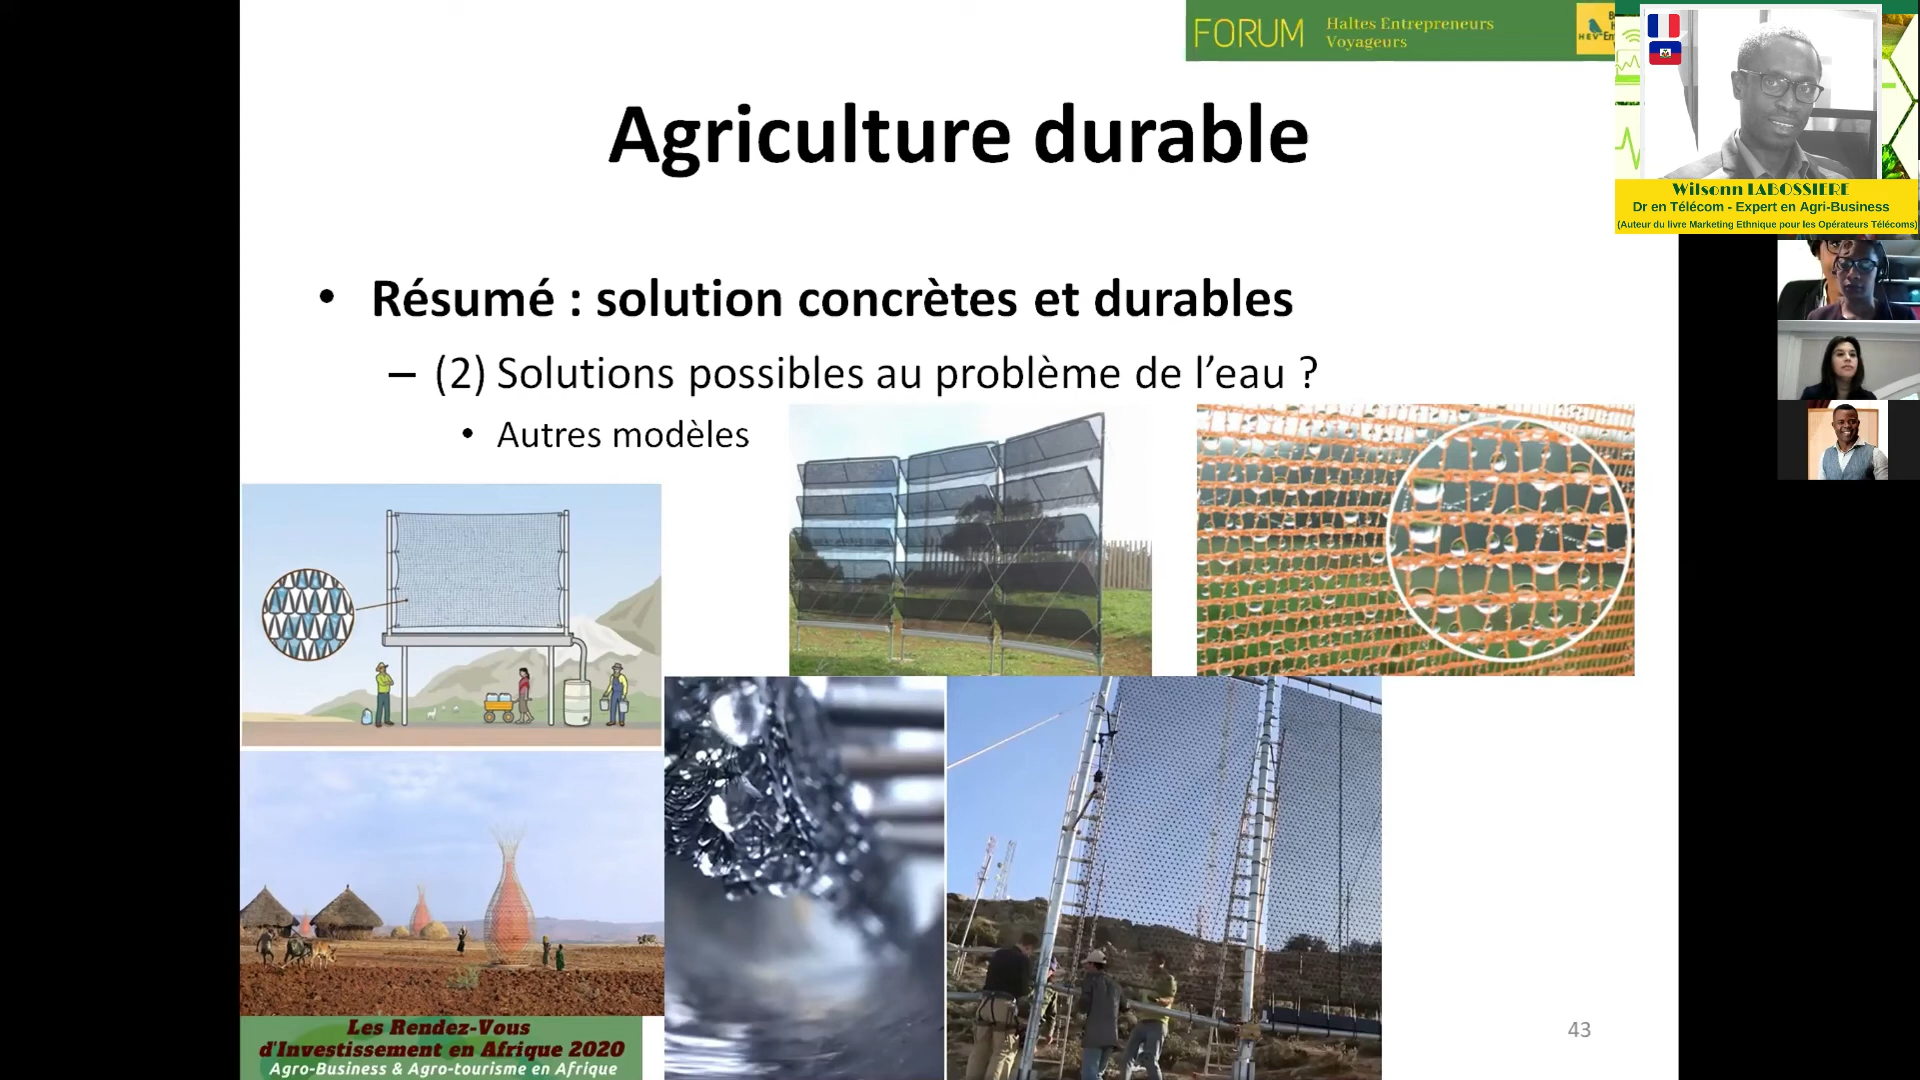 FORUM
Haltes Entrepreneurs
Voyageurs
Agriculture durable
Wilsonn LABOSSIERE
Dr en Télécom - Expert en Agri-Business
(Auteur du livre Marketing Ethnique pour les Opérateurs Télécoms)
• Résumé : solution concrètes et durables
– (2) Solutions possibles au problème de l’eau ?
• Autres modèles
Les Rendez-Vous
d'Investissement en Afrique 2020
Agro-Business & Agro-tourisme en Afrique
43